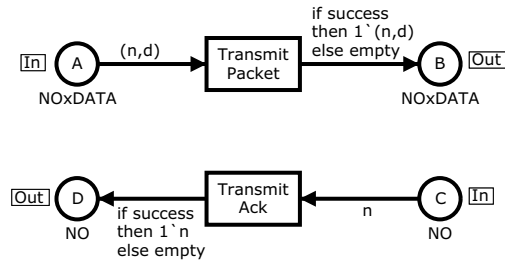 if success
then 1`(n,d)
else empty
(n,d)
In
A
Transmit
Packet
B
Out
NOxDATA
NOxDATA
Out
D
Transmit
Ack
C
In
if success
then 1`n
else empty
n
NO
NO